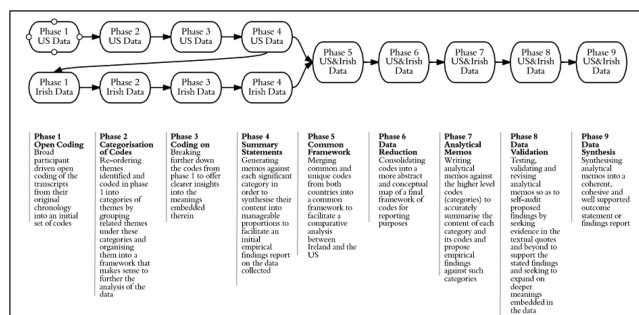 Phase 1
US Data
Phase 2
US Data
Phase 3
US Data
Phase 4
US Data
Phase 1
Irish Data
Phase 2
Irish Data
Phase 3
Irish Data
Phase 4
Irish Data
Phase 5
US&Irish
Data
Phase 6
US&Irish
Data
Phase 7
US&Irish
Data
Phase 8
US&Irish
Data
Phase 9
US&Irish
Data
Phase 1
Open Coding
Broad
participant
driven open
coding of the
transcripts
from their
original
chronology
into an initial
set of codes
Phase 2
Categorisation
of Codes
Re-ordering
themes
identified and
coded in phase
1 into
categories of
themes by
grouping
related themes
under these
categories and
organising
them into a
framework that
makes sense to
further the
analysis of the
data
Phase 3
Coding on
Breaking
further down
the codes from
phase 1 to offer
clearer insights
into the
meanings
embedded
therein
Phase 4
Summary
Statements
Generating
memos against
each significant
category in
order to
synthesise their
content into
manageable
proportions to
facilitate an
initial
empirical
findings report
on the data
collected
Phase 5
Common
Framework
Merging
common and
unique codes
from both
countries into
a common
framework to
facilitate a
comparative
analysis
between
Ireland and the
US
Phase 6
Data
Reduction
Consolidating
codes into a
more abstract
and conceptual
map of a final
framework of
codes for
reporting
purposes
Phase 7
Analytical
Memos
Writing
analytical
memos against
the higher level
codes
(categories) to
accurately
summarise the
content of each
category and
its codes and
propose
empirical
findings
against such
categories
Phase 8
Data
Validation
Testing,
validating and
revising
analytical
memos so as to
self-audit
proposed
findings by
seeking
evidence in the
textual quotes
and beyond to
support the
stated findings
and seeking to
expand on
deeper
meanings
embedded in
the data
Phase 9
Data
Synthesis
Synthesising
analytical
memos into a
coherent,
cohesive and
well supported
outcome
statement or
findings report